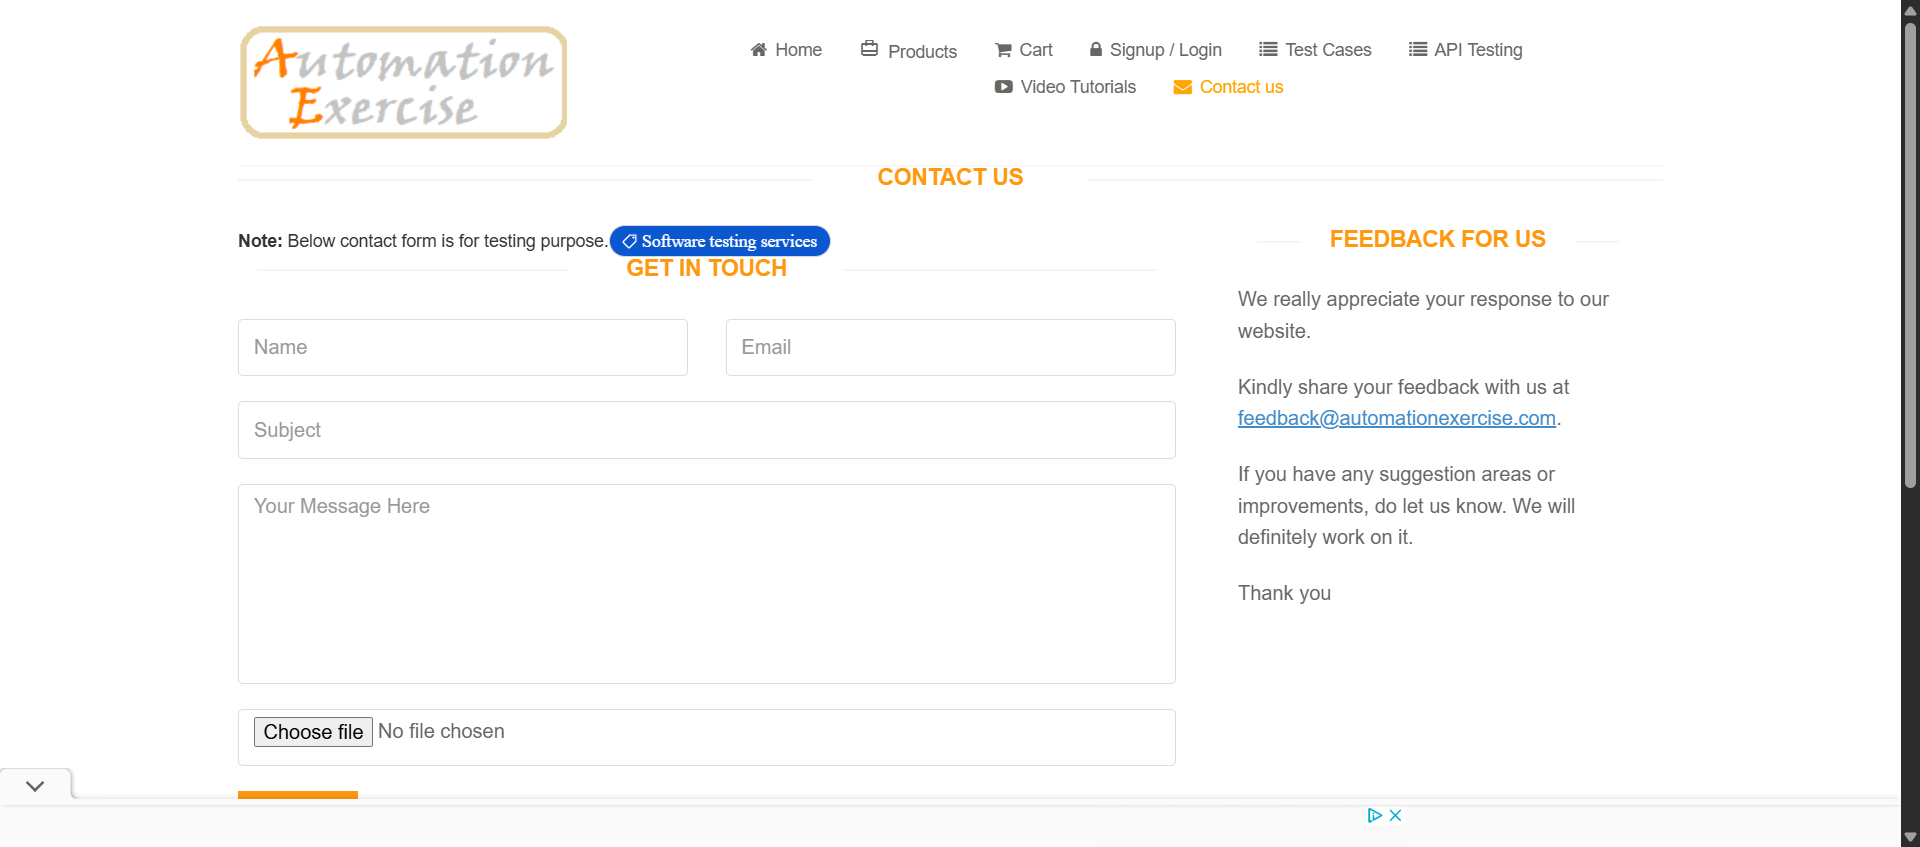 Automation
Exercise
Home
Products
Cart
Signup / Login
Test Cases
API Testing
Video Tutorials
Contact us
CONTACT US
Note: Below contact form is for testing purpose.
Software testing services
GET IN TOUCH
Name
Email
Subject
Your Message Here
Choose file No file chosen
FEEDBACK FOR US
We really appreciate your response to our
website.
Kindly share your feedback with us at
feedback@automationexercise.com.
If you have any suggestion areas or
improvements, do let us know. We will
definitely work on it.
Thank you